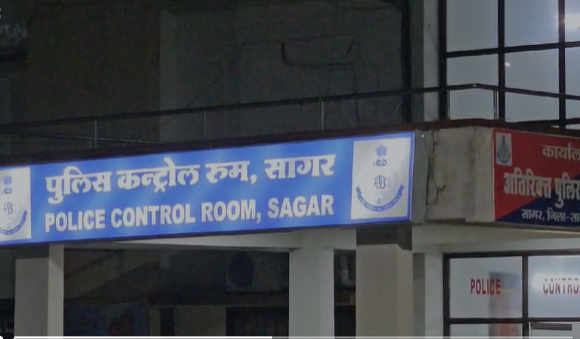 पुलिस कन्ट्रोल रुम, सागर
POLICE CONTROL ROOM, SAGAR
अतिरिक्त पुलिस
सागर, जिला-सा
POLICE CONTRO